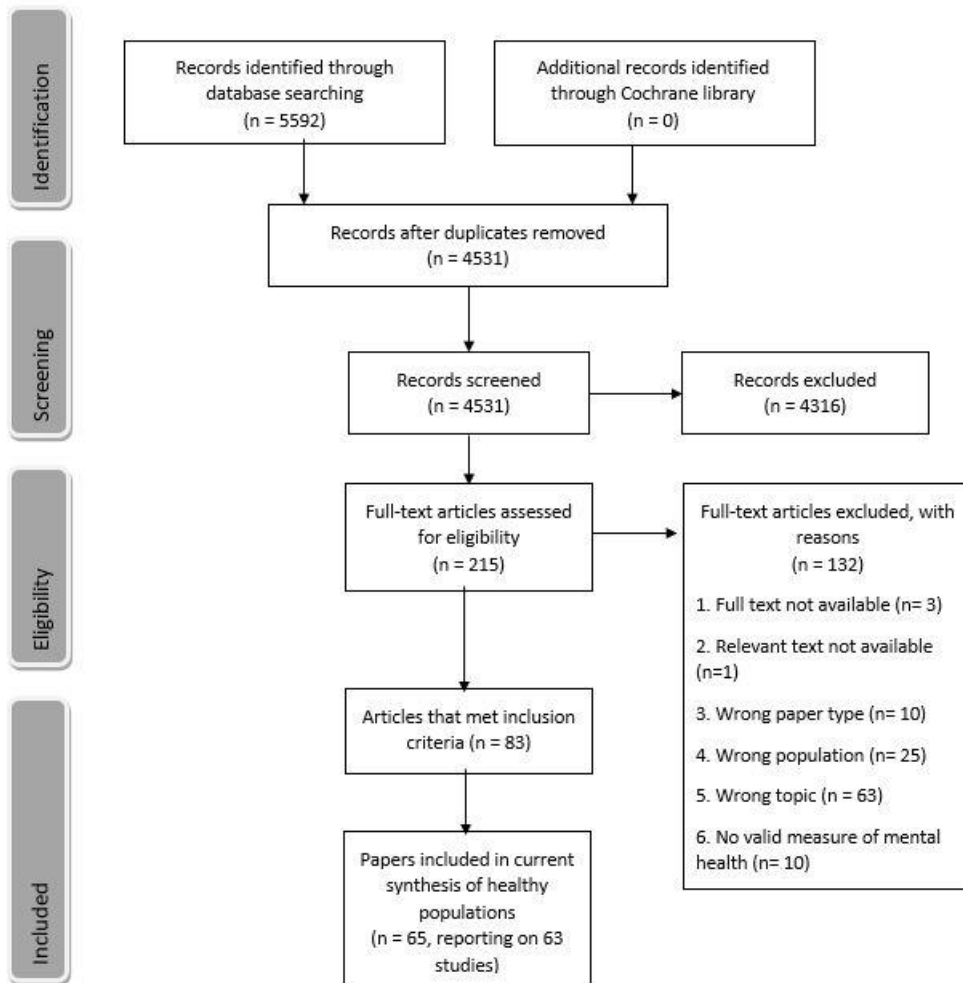 Identification
Records identified through
database searching
(n = 5592)
Additional records identified
through Cochrane library
(n = 0)
Records after duplicates removed
(n = 4531)
Screening
Records screened
(n = 4531)
Records excluded
(n = 4316)
Eligibility
Full-text articles assessed
for eligibility
(n = 215)
Full-text articles excluded, with
reasons
(n = 132)
1. Full text not available (n= 3)
2. Relevant text not available
(n=1)
3. Wrong paper type (n= 10)
4. Wrong population (n= 25)
5. Wrong topic (n = 63)
6. No valid measure of mental
health (n= 10)
Included
Articles that met inclusion
criteria (n = 83)
Papers included in current
synthesis of healthy
populations
(n = 65, reporting on 63
studies)